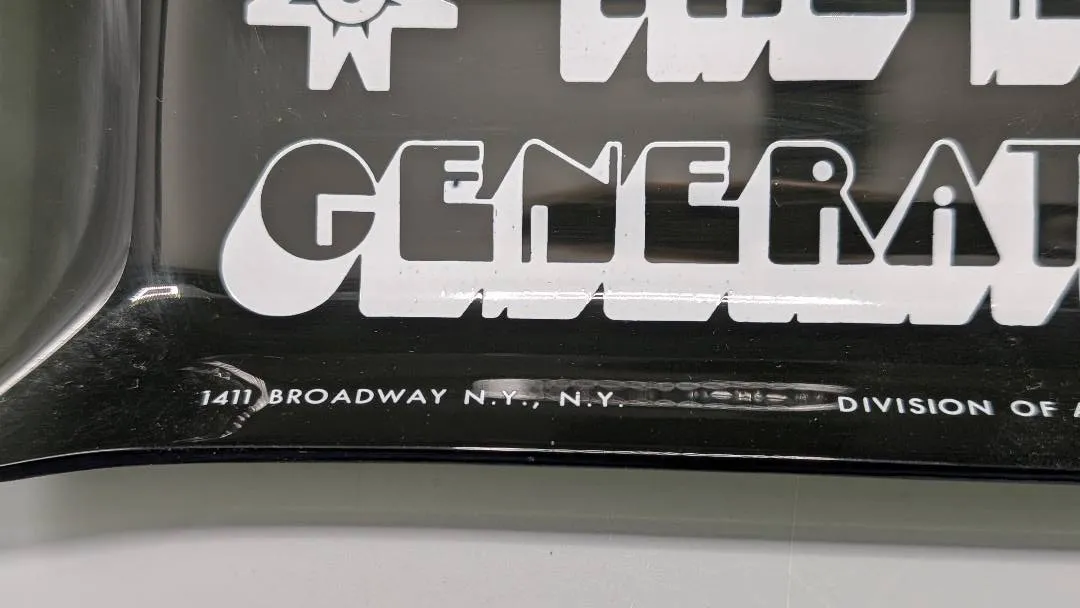 GENERAT
1411 BROADWAY N.Y., N.Y. DIVISION OF